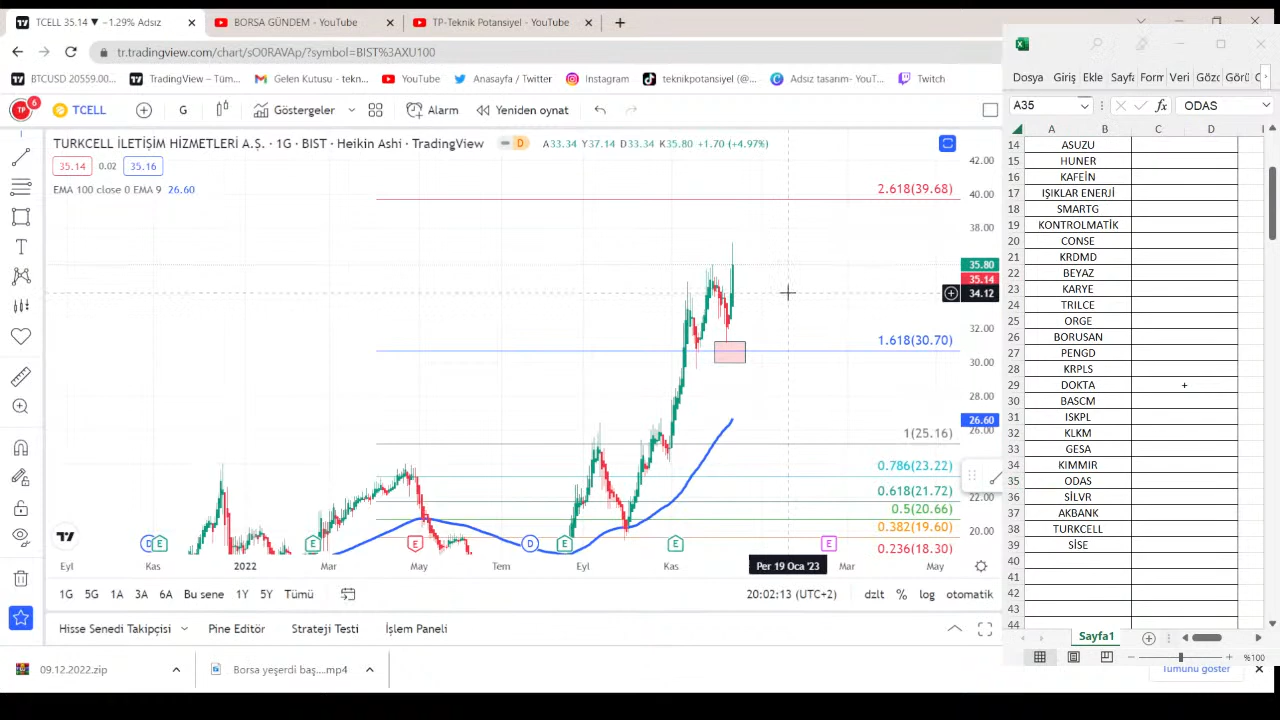 TCELL 35.14 ▼ −1.29% Adsız
BORSA GÜNDEM - YouTube
TP-Teknik Potansiyel - YouTube
tr.tradingview.com/chart/sO0RAVAp/?symbol=BIST%3AXU100
BTCUSD 20559.00...
TradingView – Tüm...
Gelen Kutusu - tekn...
YouTube
Anasayfa / Twitter
Instagram
teknikpotansiyel (@...
Adsız tasarım- YouT...
Twitch
TP
6
TCELL
G
Göstergeler
Alarm
Yeniden oynat
TURKCELL İLETİŞİM HİZMETLERİ A.Ş. · 1G · BIST · Heikin Ashi · TradingView
D
A33.34 Y37.14 D33.34 K35.80 +1.70 (+4.97%)
35.14
0.02
35.16
EMA 100 close 0 EMA 9 26.60
2.618(39.68)
1.618(30.70)
1(25.16)
0.786(23.22)
0.618(21.72)
0.5(20.66)
0.382(19.60)
0.236(18.30)
42.00
40.00
38.00
35.80
35.14
34.12
32.00
30.00
28.00
26.60
26.00
22.00
20.00
D
E
E
E
D
E
E
E
Eyl
Kas
2022
Mar
May
Tem
Eyl
Kas
Per 19 Oca '23
Mar
May
1G
5G
1A
3A
6A
Bu sene
1Y
5Y
Tümü
20:02:13 (UTC+2)
dzlt
%
log
otomatik
Hisse Senedi Takipçisi
Pine Editör
Strateji Testi
İşlem Paneli
09.12.2022.zip
Borsa yeşerdi baş....mp4
Tümünü göster
Dosya
Giriş
Ekle
Sayfa
Form
Veri
Gözd
Görü
A35
fx
ODAS
A
B
C
D
14 ASUZU
15 HUNER
16 KAFEİN
17 IŞIKLAR ENERJİ
18 SMARTG
19 KONTROLMATİK
20 CONSE
21 KRDMD
22 BEYAZ
23 KARYE
24 TRILCE
25 ORGE
26 BORUSAN
27 PENGD
28 KRPLS
29 DOKTA +
30 BASCM
31 ISKPL
32 KLKM
33 GESA
34 KIMMIR
35 ODAS
36 SİLVR
37 AKBANK
38 TURKCELL
39 SİSE
40
41
42
43
44
Sayfa1
%100